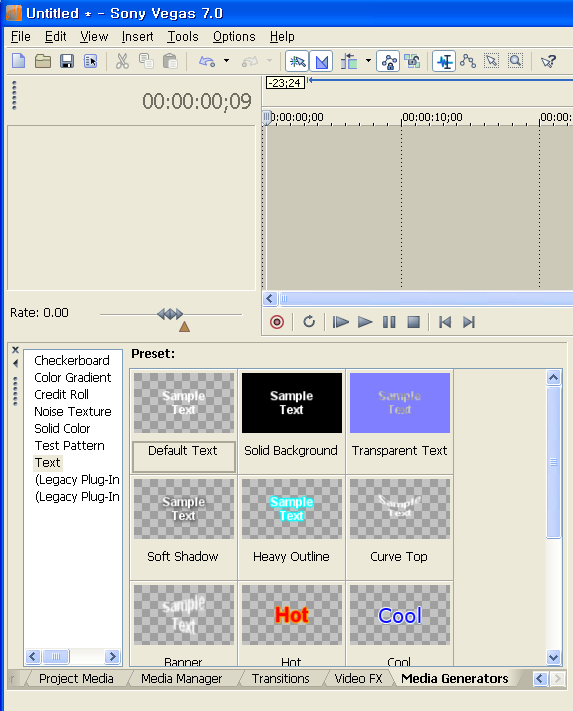 Untitled * - Sony Vegas 7.0
File Edit View Insert Tools Options Help
-23;24
00:00:00;09
0:00:00;00 00:00:10;00 00:00:
Rate: 0.00
Preset:
Checkerboard
Color Gradient
Credit Roll
Noise Texture
Solid Color
Test Pattern
Text
(Legacy Plug-In
(Legacy Plug-In
Sample
Text
Sample
Text
Sample
Text
Default Text Solid Background Transparent Text
Sample
Text
Sample
Text
Sample
Text
Soft Shadow Heavy Outline Curve Top
Sample
Text
Hot
Cool
Banner Hot Cool
r Project Media Media Manager Transitions Video FX Media Generators